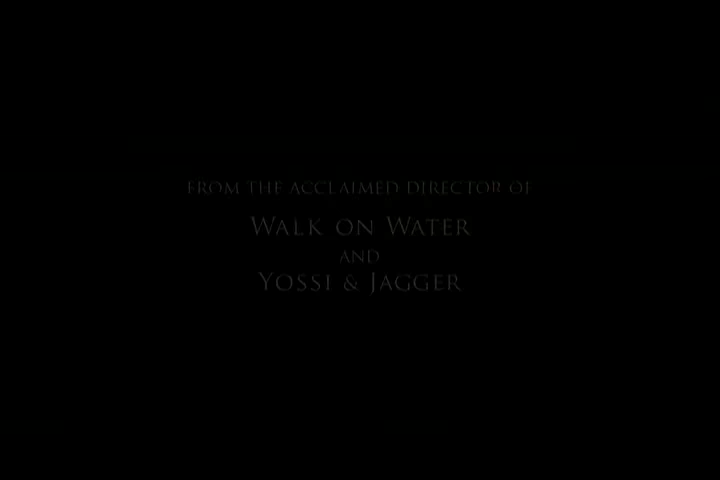 FROM THE ACCLAIMED DIRECTOR OF
WALK ON WATER
AND
YOSSI & JAGGER